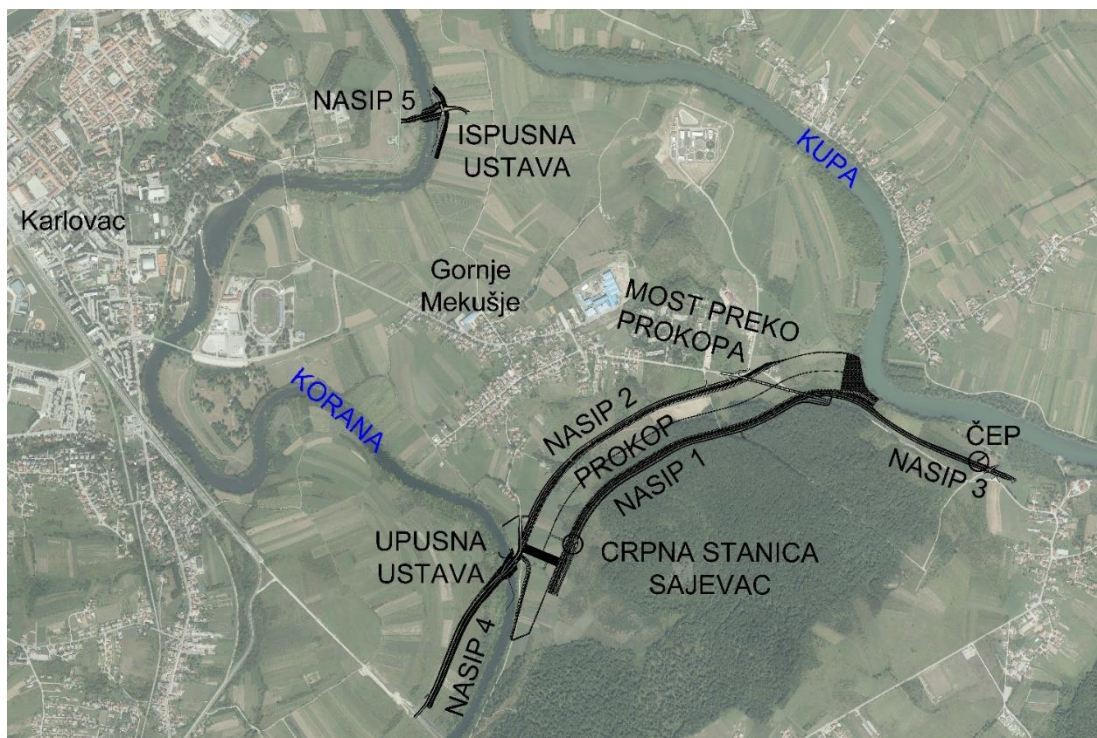 NASIP 5
ISPUSNA
USTAVA
KUPA
Karlovac
Gornje
Mekušje
MOST PREKO
PROKOPA
KORANA
NASIP 2
PROKOP
NASIP 1
ČEP
NASIP 3
UPUSNA
USTAVA
CRPNA STANICA
SAJEVAC
NASIP 4